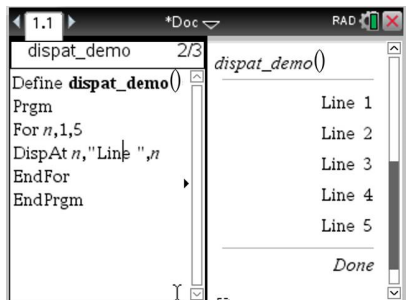 1.1 *Doc RAD
dispat_demo 2/3
Define dispat_demo()
Prgm
For n,1,5
DispAt n,"Line ",n
EndFor
EndPrgm
dispat_demo()
Line 1
Line 2
Line 3
Line 4
Line 5
Done